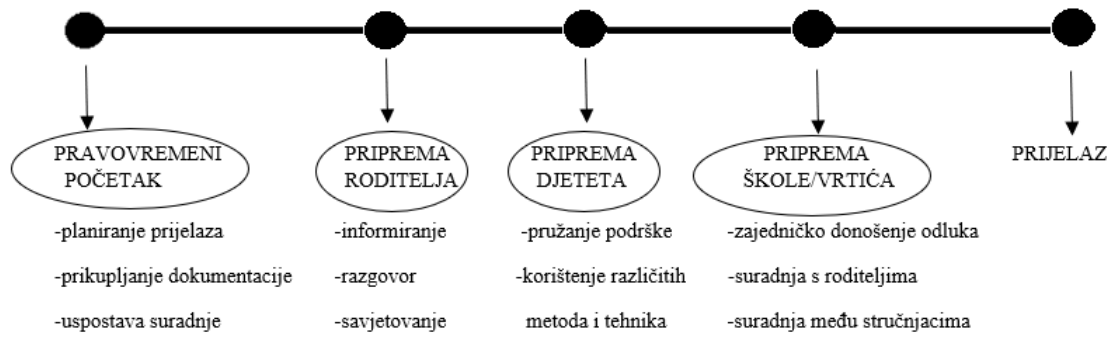 PRAVOVREMENI
POČETAK
-planiranje prijelaza
-prikupljanje dokumentacije
-uspostava suradnje
PRIPREMA
RODITELJA
-informiranje
-razgovor
-savjetovanje
PRIPREMA
DJETETA
-pružanje podrške
-korištenje različitih
metoda i tehnika
PRIPREMA
ŠKOLE/VRTIĆA
-zajedničko donošenje odluka
-suradnja s roditeljima
-suradnja među stručnjacima
PRIJELAZ